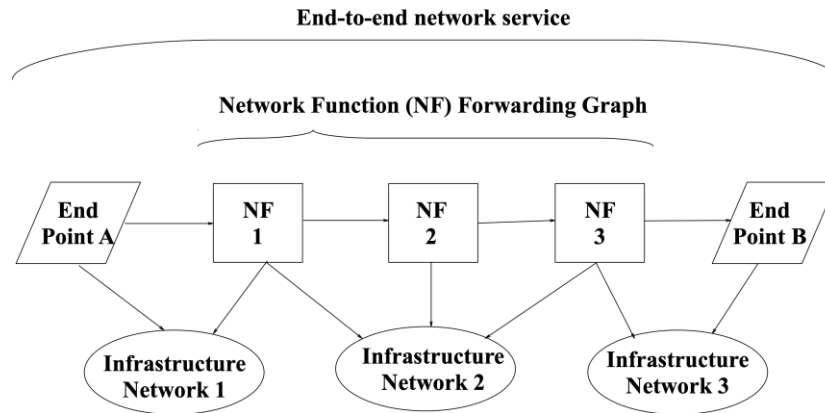 End-to-end network service
Network Function (NF) Forwarding Graph
End
Point A
NF
1
NF
2
NF
3
End
Point B
Infrastructure
Network 1
Infrastructure
Network 2
Infrastructure
Network 3